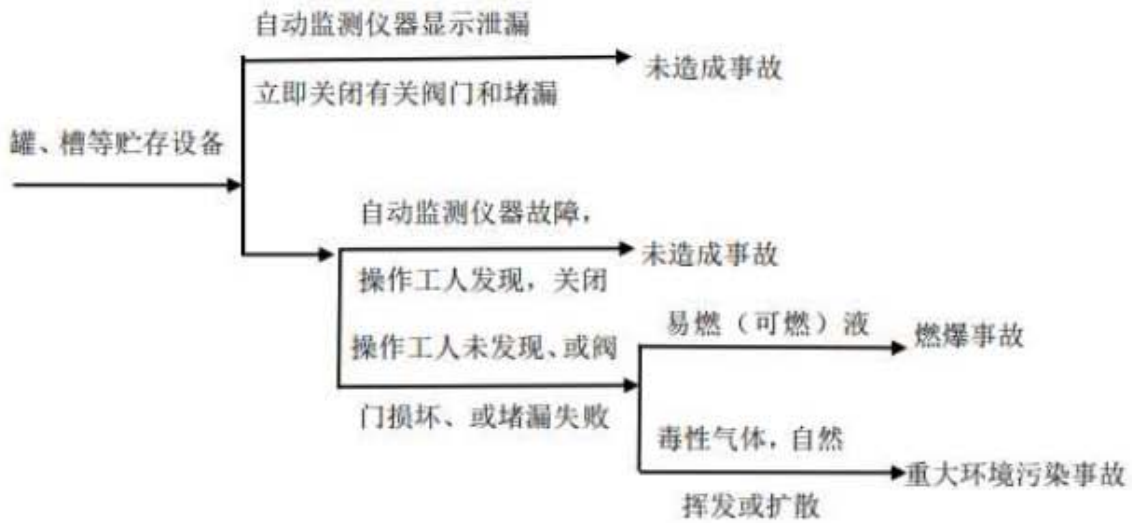 自动监测仪器显示泄漏
未造成事故
立即关闭有关阀门和堵漏
罐、槽等贮存设备
自动监测仪器故障，
未造成事故
操作工人发现，关闭
易燃（可燃）液
燃爆事故
操作工人未发现、或阀
门损坏、或堵漏失败
毒性气体，自然
重大环境污染事故
挥发或扩散